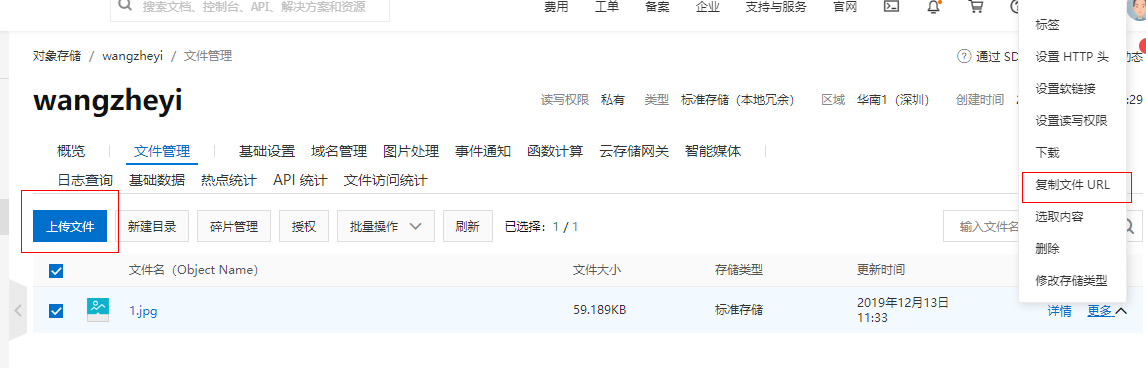 搜索文档、控制台、API、解决方案和资源 费用 工单 备案 企业 支持与服务 官网
标签
对象存储 / wangzheyi / 文件管理 通过 SD 动态
设置 HTTP 头
设置软链接
wangzheyi 读写权限 私有 类型 标准存储（本地冗余） 区域 华南1（深圳） 创建时间 :29
设置读写权限
概览 文件管理 基础设置 域名管理 图片处理 事件通知 函数计算 云存储网关 智能媒体
下载
日志查询 基础数据 热点统计 API 统计 文件访问统计
复制文件 URL
选取内容
上传文件 新建目录 碎片管理 授权 批量操作 刷新 已选择：1 / 1 输入文件名
删除
文件名（Object Name） 文件大小 存储类型 更新时间
修改存储类型
1.jpg 59.189KB 标准存储 2019年12月13日
11:33 详情 更多